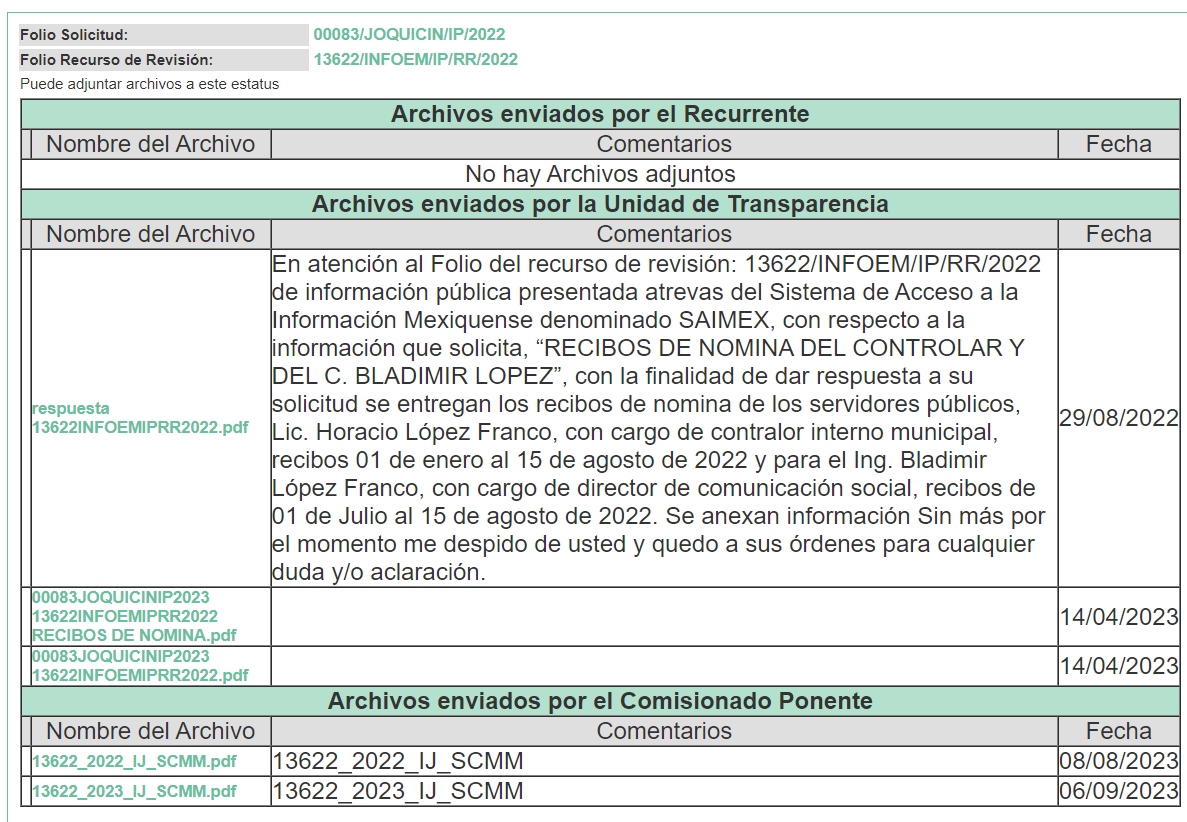 Folio Solicitud: 00083/JOQUICIN/IP/2022
Folio Recurso de Revisión: 13622/INFOEM/IP/RR/2022
Puede adjuntar archivos a este estatus
Archivos enviados por el Recurrente
Nombre del Archivo Comentarios Fecha
No hay Archivos adjuntos
Archivos enviados por la Unidad de Transparencia
Nombre del Archivo Comentarios Fecha
respuesta
13622INFOEMIPRR2022.pdf
En atención al Folio del recurso de revisión: 13622/INFOEM/IP/RR/2022
de información pública presentada atrevas del Sistema de Acceso a la
Información Mexiquense denominado SAIMEX, con respecto a la
información que solicita, “RECIBOS DE NOMINA DEL CONTROLAR Y
DEL C. BLADIMIR LOPEZ”, con la finalidad de dar respuesta a su
solicitud se entregan los recibos de nomina de los servidores públicos,
Lic. Horacio López Franco, con cargo de contralor interno municipal,
recibos 01 de enero al 15 de agosto de 2022 y para el Ing. Bladimir
López Franco, con cargo de director de comunicación social, recibos de
01 de Julio al 15 de agosto de 2022. Se anexan información Sin más por
el momento me despido de usted y quedo a sus órdenes para cualquier
duda y/o aclaración.
29/08/2022
00083JOQUICINIP2023
13622INFOEMIPRR2022
RECIBOS DE NOMINA.pdf
14/04/2023
00083JOQUICINIP2023
13622INFOEMIPRR2022.pdf
14/04/2023
Archivos enviados por el Comisionado Ponente
Nombre del Archivo Comentarios Fecha
13622_2022_IJ_SCMM.pdf 13622_2022_IJ_SCMM 08/08/2023
13622_2023_IJ_SCMM.pdf 13622_2023_IJ_SCMM 06/09/2023